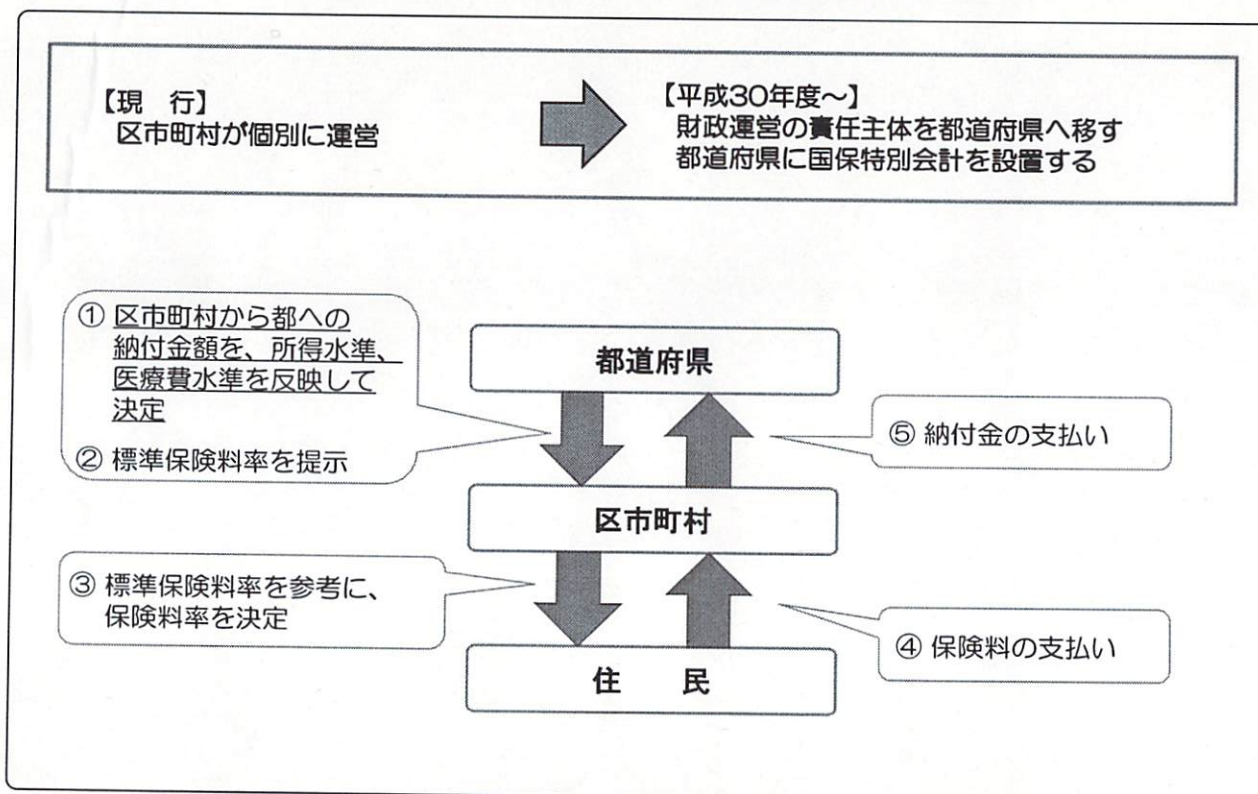 【現　行】
区市町村が個別に運営
【平成30年度～】
財政運営の責任主体を都道府県へ移す
都道府県に国保特別会計を設置する
① 区市町村から都への
納付金額を、所得水準、
医療費水準を反映して
決定
② 標準保険料率を提示
都道府県
⑤ 納付金の支払い
区市町村
③ 標準保険料率を参考に、
保険料率を決定
④ 保険料の支払い
住　　民